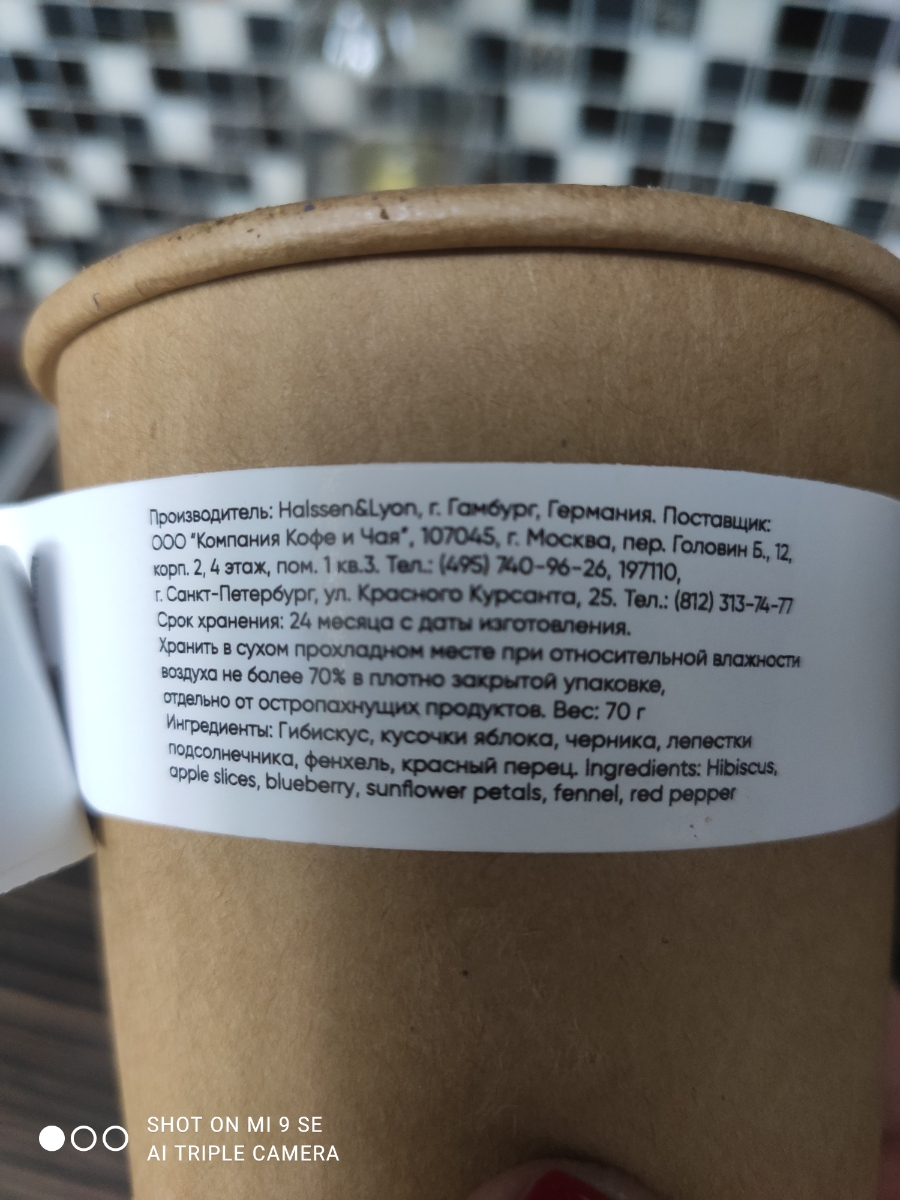 Производитель: Halssen&Lyon, г. Гамбург, Германия. Поставщик:
ООО "Компания Кофе и Чая", 107045, г. Москва, пер. Головин Б., 12,
корп. 2, 4 этаж, пом. 1 кв.3. Тел.: (495) 740-96-26, 197110,
г. Санкт-Петербург, ул. Красного Курсанта, 25. Тел.: (812) 313-74-77
Срок хранения: 24 месяца с даты изготовления.
Хранить в сухом прохладном месте при относительной влажности
воздуха не более 70% в плотно закрытой упаковке,
отдельно от остропахнущих продуктов. Вес: 70 г
Ингредиенты: Гибискус, кусочки яблока, черника, лепестки
подсолнечника, фенхель, красный перец. Ingredients: Hibiscus,
apple slices, blueberry, sunflower petals, fennel, red pepper
SHOT ON MI 9 SE
AI TRIPLE CAMERA